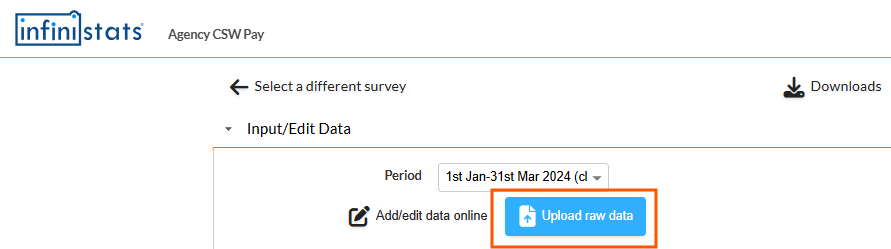 infinistats
Agency CSW Pay
Select a different survey
Downloads
Input/Edit Data
Period
1st Jan-31st Mar 2024 (cl
Add/edit data online
Upload raw data